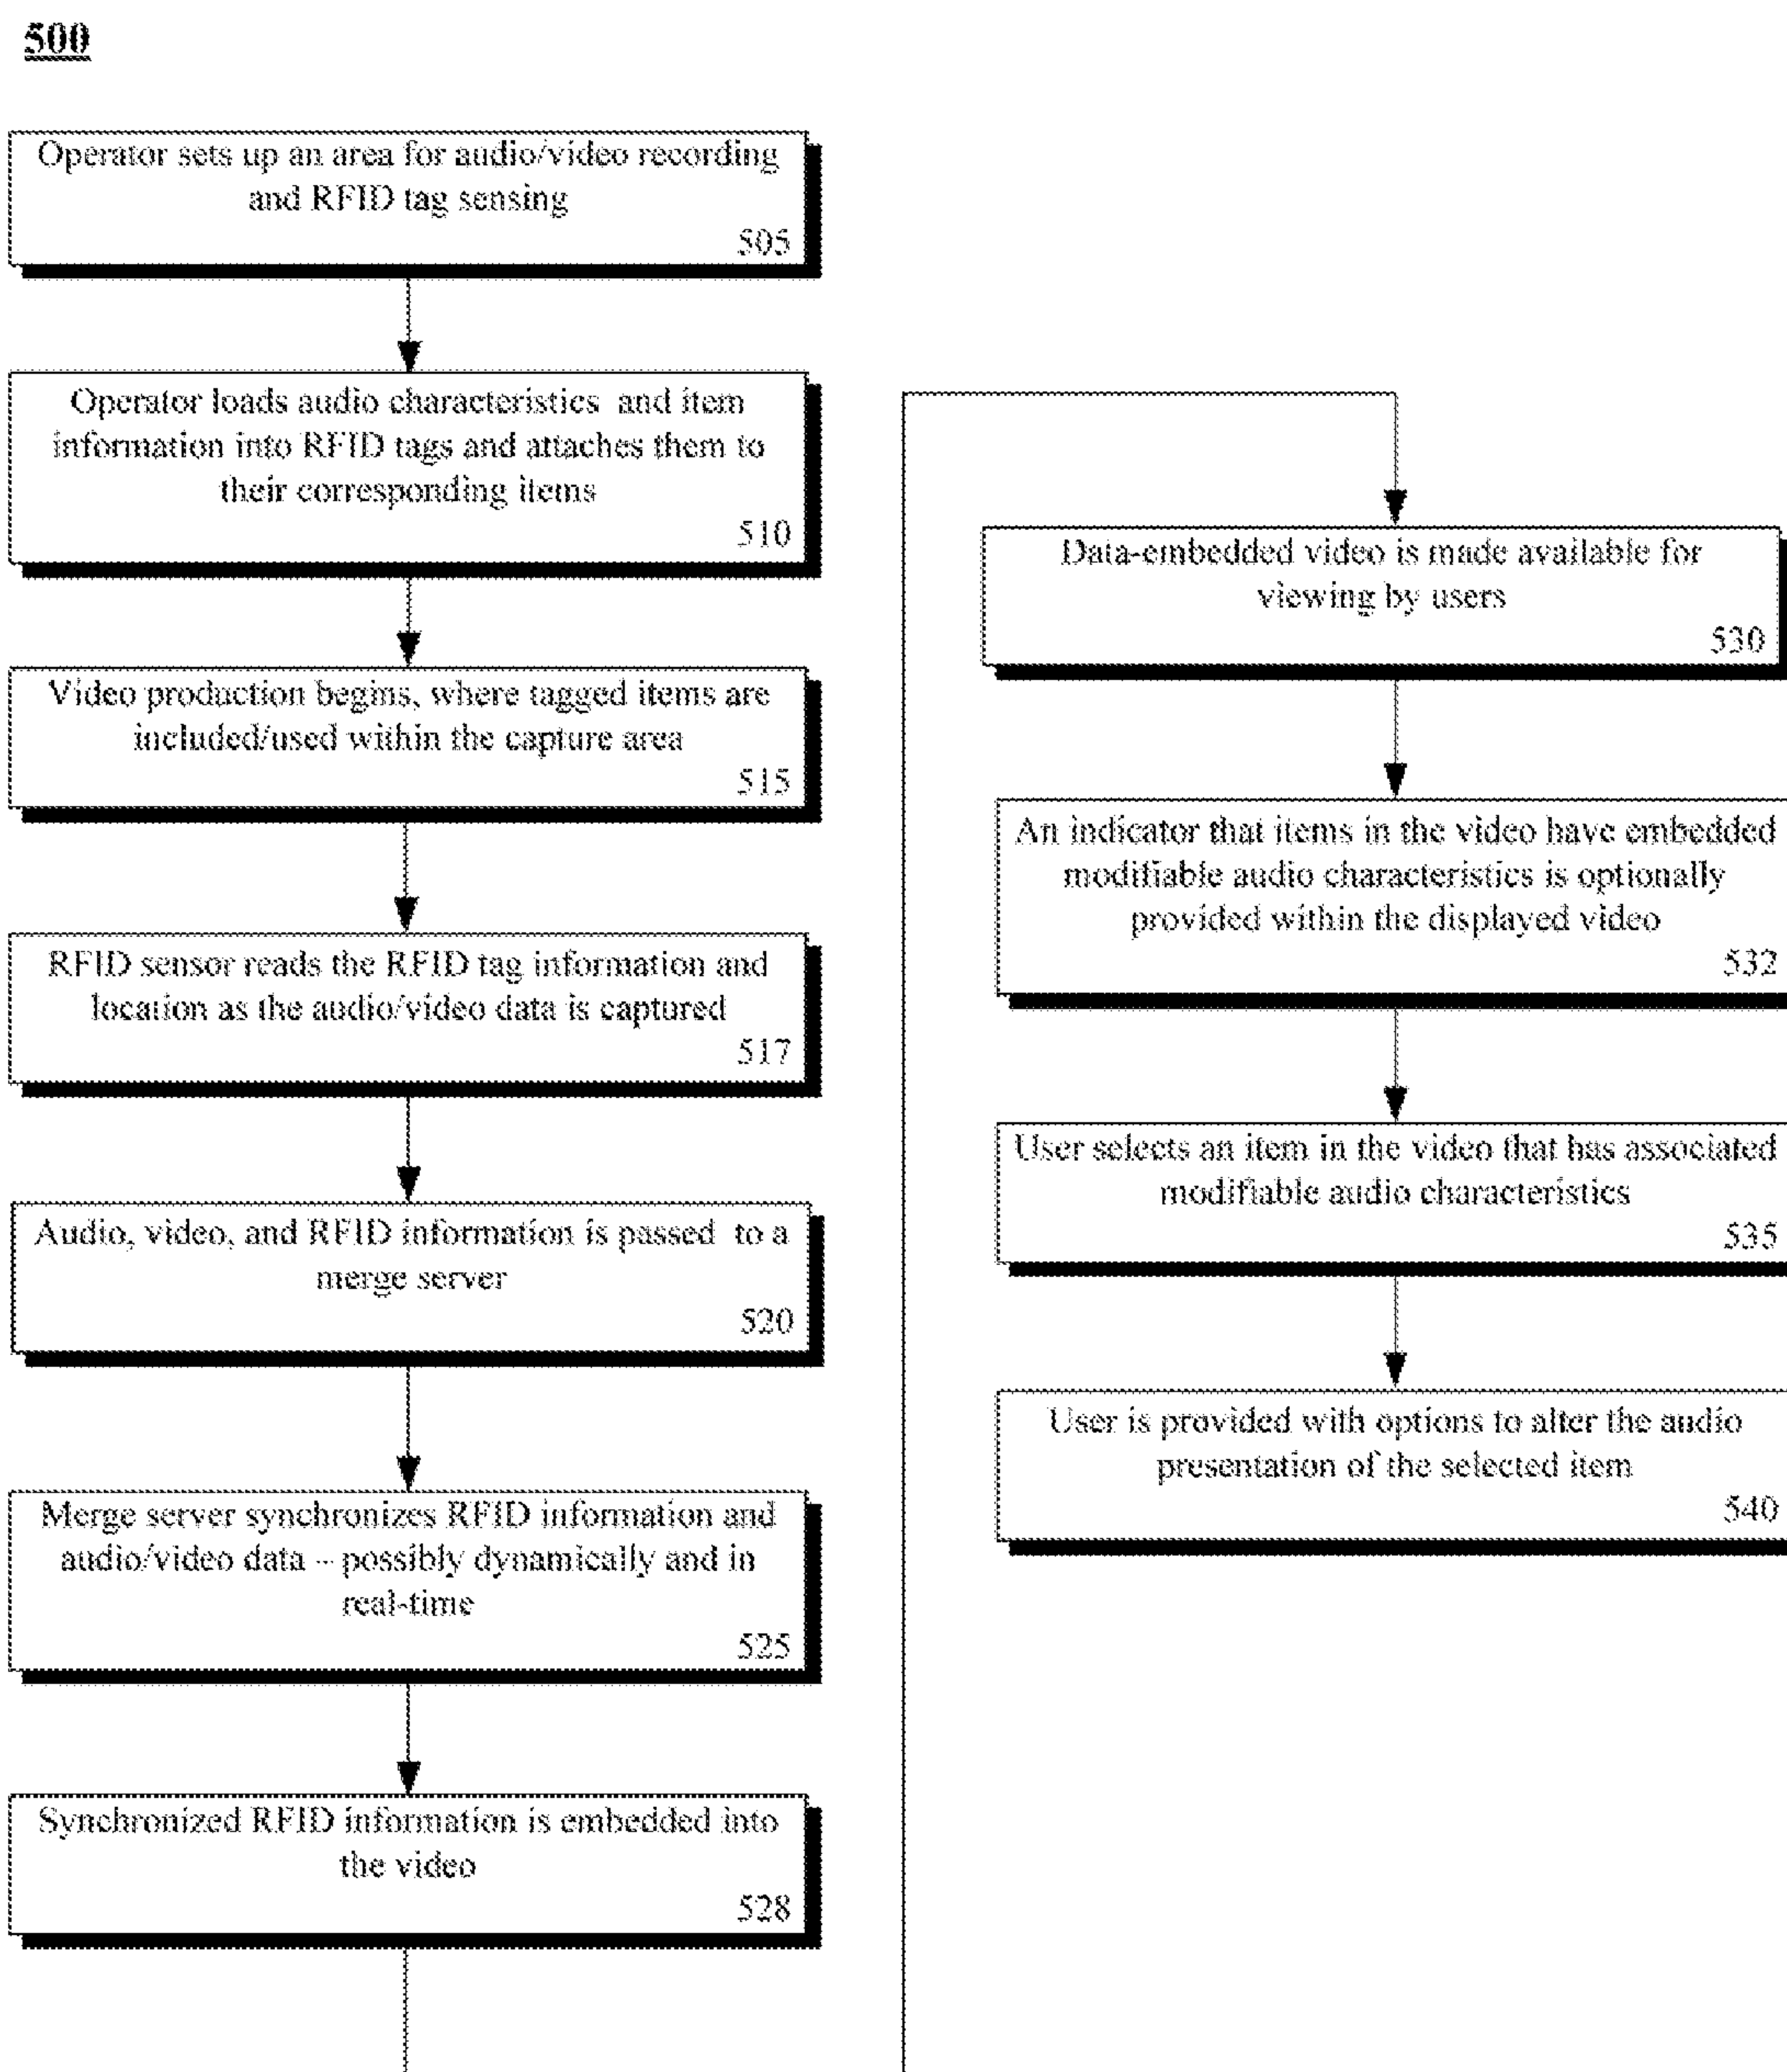 500
Operator sets up an area for audio/video recording
and RFID tag sensing
505
Operator loads audio characteristics and item
information into RFID tags and attaches them to
their corresponding items
510
Video production begins, where tagged items are
included/used within the capture area
515
RFID sensor reads the RFID tag information and
location as the audio/video data is captured
517
Audio, video, and RFID information is passed to a
merge server
520
Merge server synchronizes RFID information and
audio/video data – possibly dynamically and in
real-time
525
Synchronized RFID information is embedded into
the video
528
Data-embedded video is made available for
viewing by users
530
An indicator that items in the video have embedded
modifiable audio characteristics is optionally
provided within the displayed video
532
User selects an item in the video that has associated
modifiable audio characteristics
535
User is provided with options to alter the audio
presentation of the selected item
540